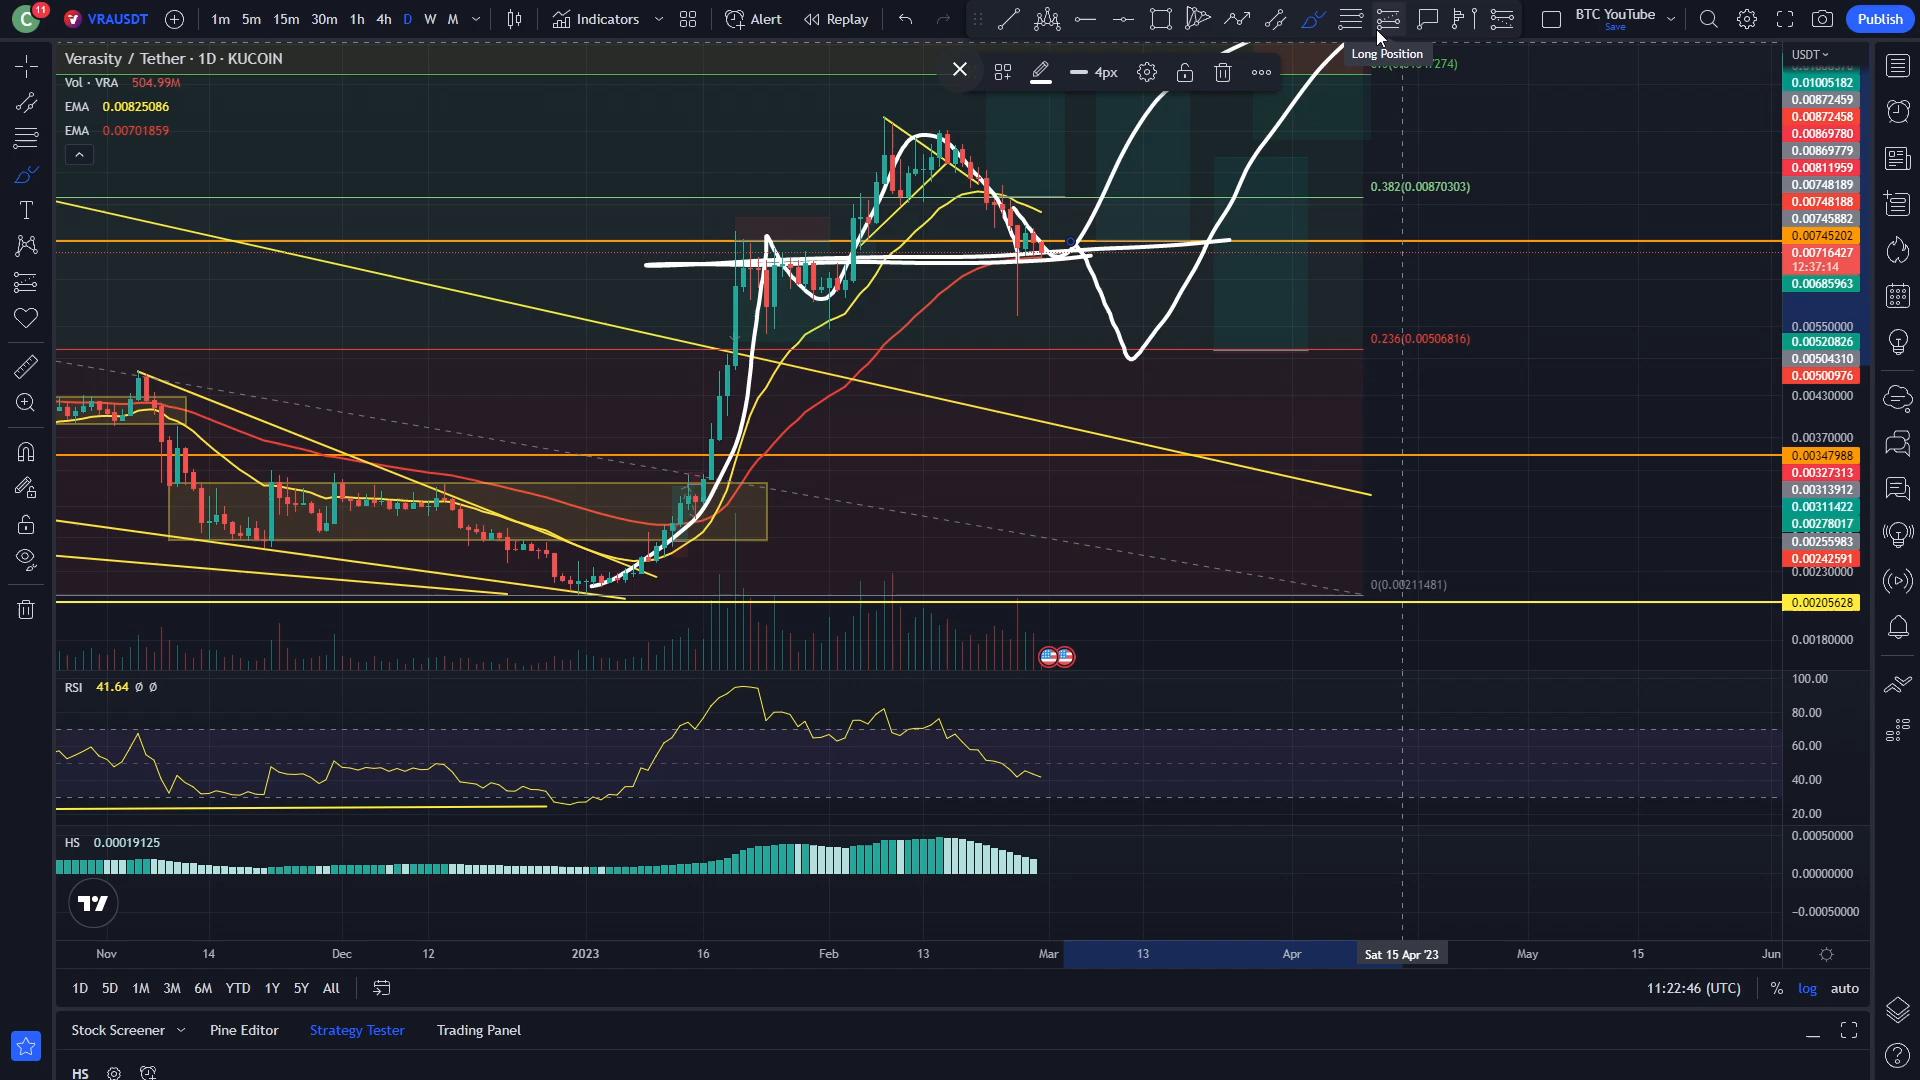 C 11 VRAUSDT 1m 5m 15m 30m 1h 4h D W M Indicators Alert Replay BTC YouTube Save Publish
Long Position
Verasity / Tether · 1D · KUCOIN
Vol · VRA 504.99M
EMA 0.00825086
EMA 0.00701859
4px
USDT
0.01005182
0.00872459
0.00872458
0.00869780
0.00869779
0.00811959
0.00748189
0.00748188
0.00745882
0.00745202
0.00716427
12:37:14
0.00685963
0.00550000
0.00520826
0.00504310
0.00500976
0.00430000
0.00370000
0.00347988
0.00327313
0.00313912
0.00311422
0.00278017
0.00255983
0.00242591
0.00230000
0.00205628
0.00180000
0.382(0.00870303)
0.236(0.00506816)
0(0.00211481)
RSI 41.64 Ø Ø
100.00
80.00
60.00
40.00
20.00
HS 0.00019125
0.00050000
0.00000000
−0.00050000
Nov 14 Dec 12 2023 16 Feb 13 Mar 13 Apr Sat 15 Apr '23 May 15 Jun
1D 5D 1M 3M 6M YTD 1Y 5Y All 11:22:46 (UTC) % log auto
Stock Screener Pine Editor Strategy Tester Trading Panel
HS